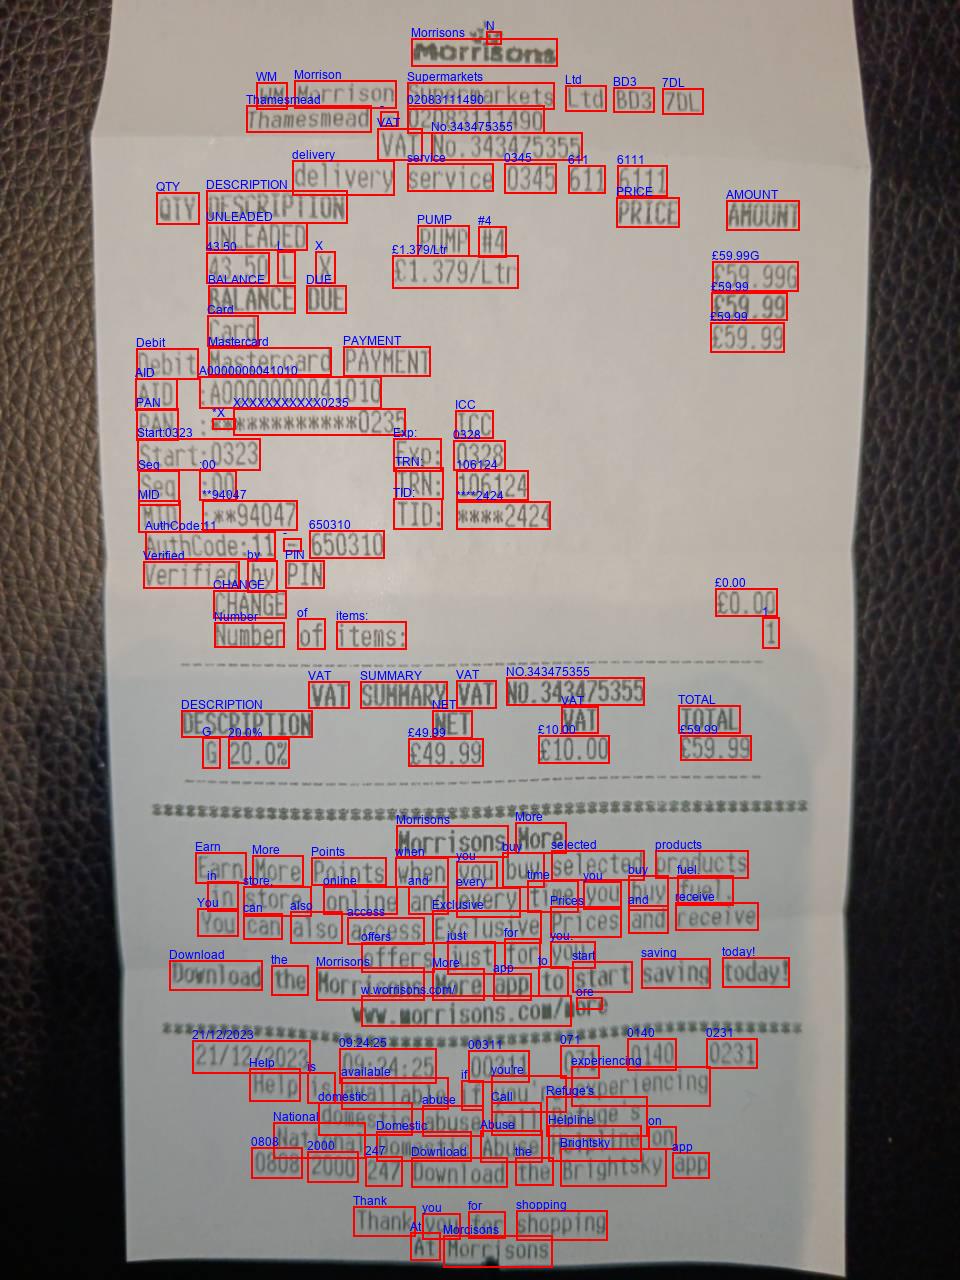 Morrisons
WM Morrison Supermarkets Ltd BD3 7DL
Thamesmead - 02083111490
VAT No.343475355
delivery service 0345 611 6111
QTY DESCRIPTION PRICE AMOUNT
UNLEADED PUMP #4
43.50 L X £1.379/Ltr £59.99G
BALANCE DUE £59.99
Card £59.99
Debit Mastercard PAYMENT
AID :A0000000041010
PAN :************0235 ICC
Start:0323 Exp: 0328
Seq :00 TRN: 106124
MID :**94047 TID: ****2424
AuthCode:11 - 650310
Verified by PIN
CHANGE £0.00
Number of items: 1
VAT SUMMARY VAT NO.343475355
DESCRIPTION NET VAT TOTAL
G 20.0% £49.99 £10.00 £59.99
Morrisons More
Earn More Points when you buy selected products
in store, online and every time you buy fuel.
You can also access Exclusive Prices and receive
offers just for you.
Download the Morrisons More app to start saving today!
www.morrisons.com/more
21/12/2023 09:24:25 00311 071 0140 0231
Help is available if you're experiencing
domestic abuse Call Refuge's
National Domestic Abuse Helpline on
0808 2000 247 Download the Brightsky app
Thank you for shopping
At Morrisons